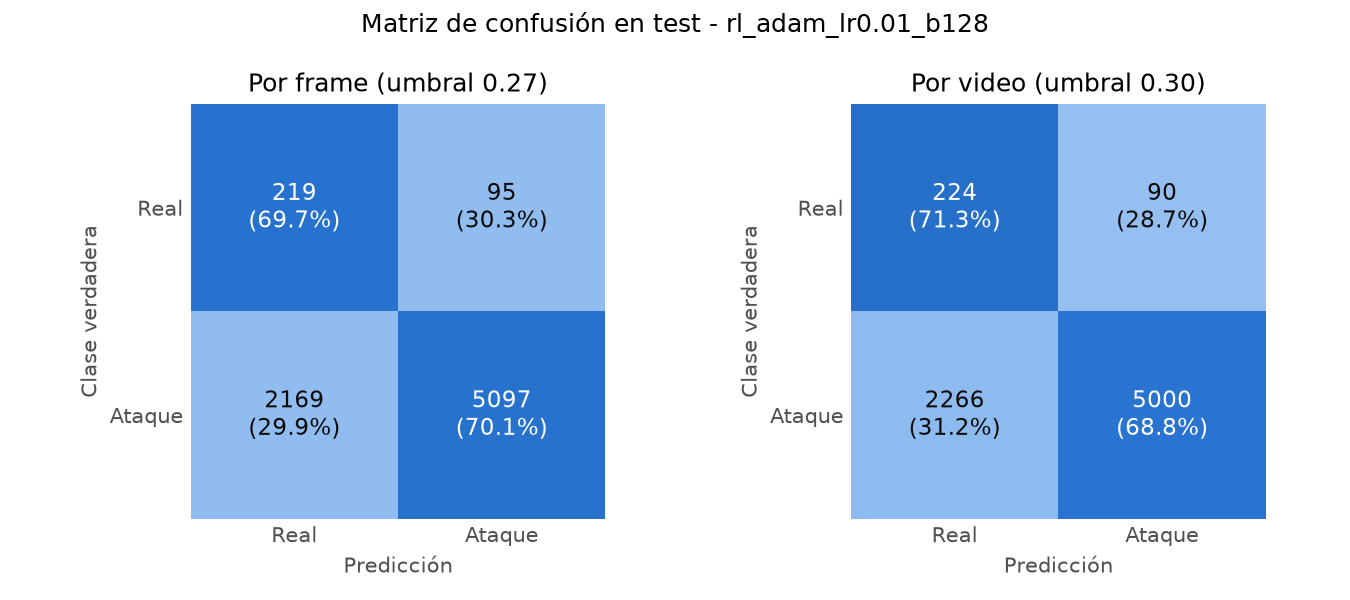 Matriz de confusión en test - rl_adam_lr0.01_b128
Por frame (umbral 0.27)
Clase verdadera
Real
219
(69.7%)
95
(30.3%)
Ataque
2169
(29.9%)
5097
(70.1%)
Real
Ataque
Predicción
Por video (umbral 0.30)
Clase verdadera
Real
224
(71.3%)
90
(28.7%)
Ataque
2266
(31.2%)
5000
(68.8%)
Real
Ataque
Predicción